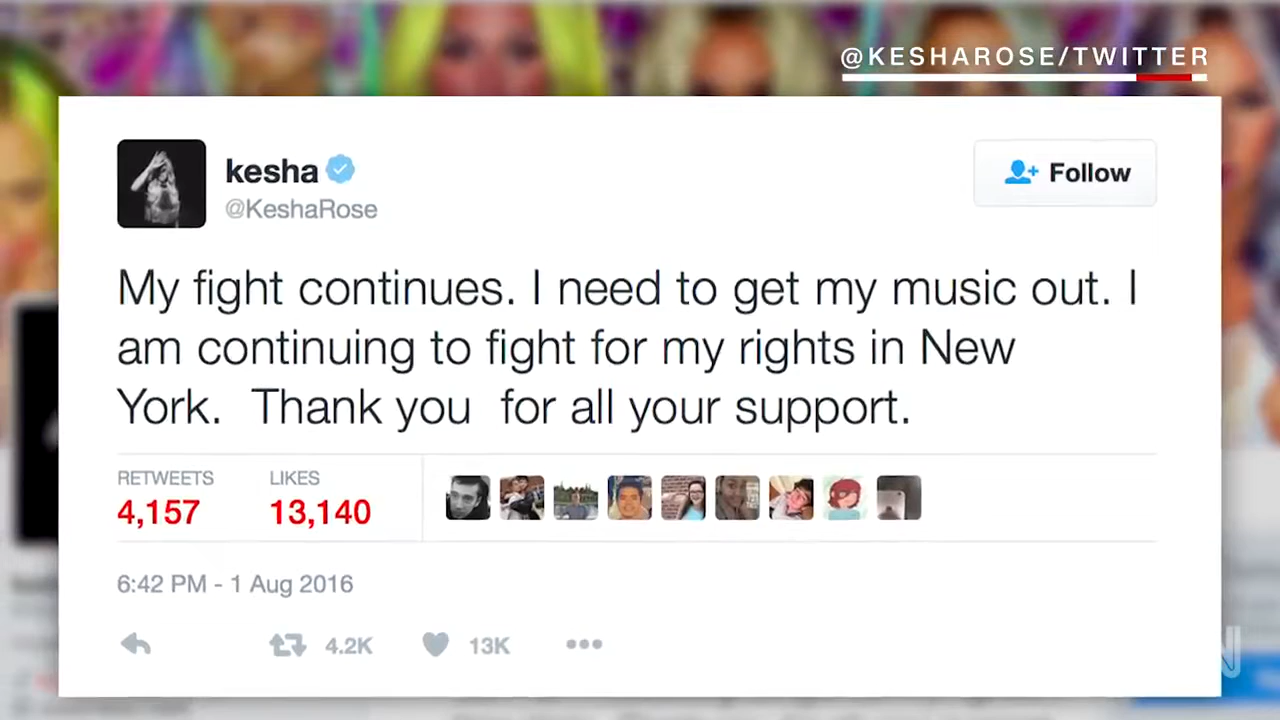 @KESHAROSE/TWITTER
kesha
@KeshaRose
Follow
My fight continues. I need to get my music out. I
am continuing to fight for my rights in New
York.  Thank you  for all your support.
RETWEETS
LIKES
4,157
13,140
6:42 PM - 1 Aug 2016
4.2K
13K